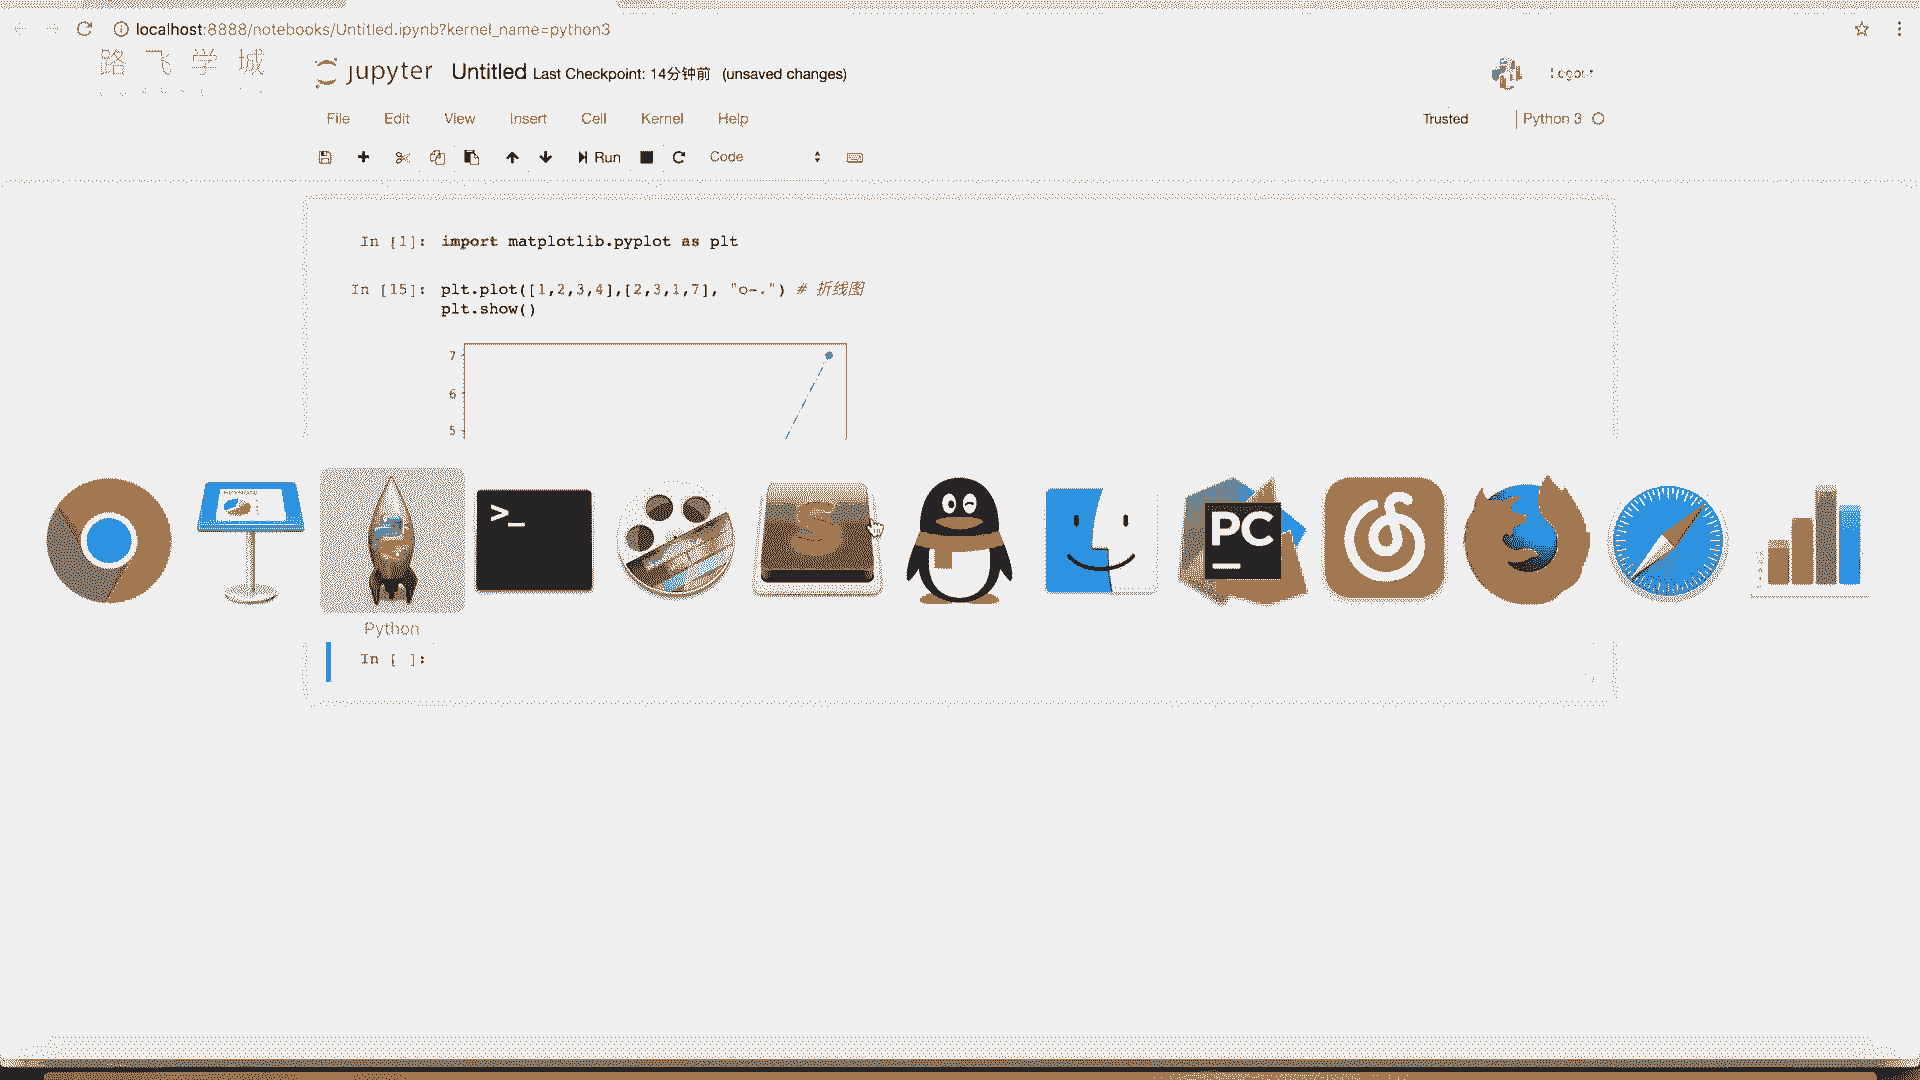 localhost:8888/notebooks/Untitled.ipynb?kernel_name=python3
路飞学城
jupyter Untitled Last Checkpoint: 14分钟前 (unsaved changes)
Logout
File Edit View Insert Cell Kernel Help
Trusted
Python 3
Run
Code
In [1]: import matplotlib.pyplot as plt
In [15]: plt.plot([1,2,3,4],[2,3,1,7], "o-.") # 折线图
plt.show()
7
6
5
>_
S
PC
Python
In [ ]: